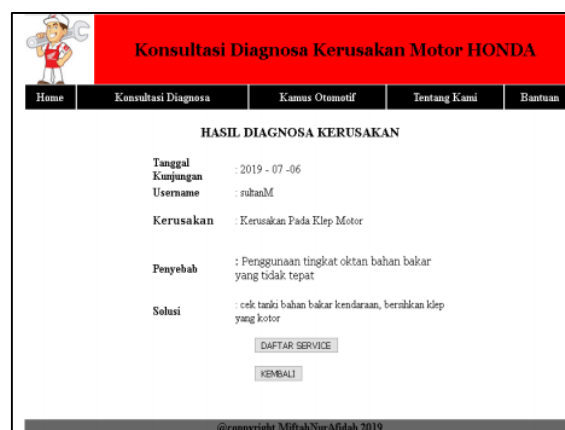 Konsultasi Diagnosa Kerusakan Motor HONDA
Home Konsultasi Diagnosa Kamus Otomotif Tentang Kami Bantuan
HASIL DIAGNOSA KERUSAKAN
Tanggal
Kunjungan : 2019 - 07 -06
Username : sultanM
Kerusakan : Kerusakan Pada Klep Motor
Penyebab : Penggunaan tingkat oktan bahan bakar
yang tidak tepat
Solusi : cek tanki bahan bakar kendaraan, bersihkan klep
yang kotor
DAFTAR SERVICE
KEMBALI
@copyright MiftahNurAfidah 2019